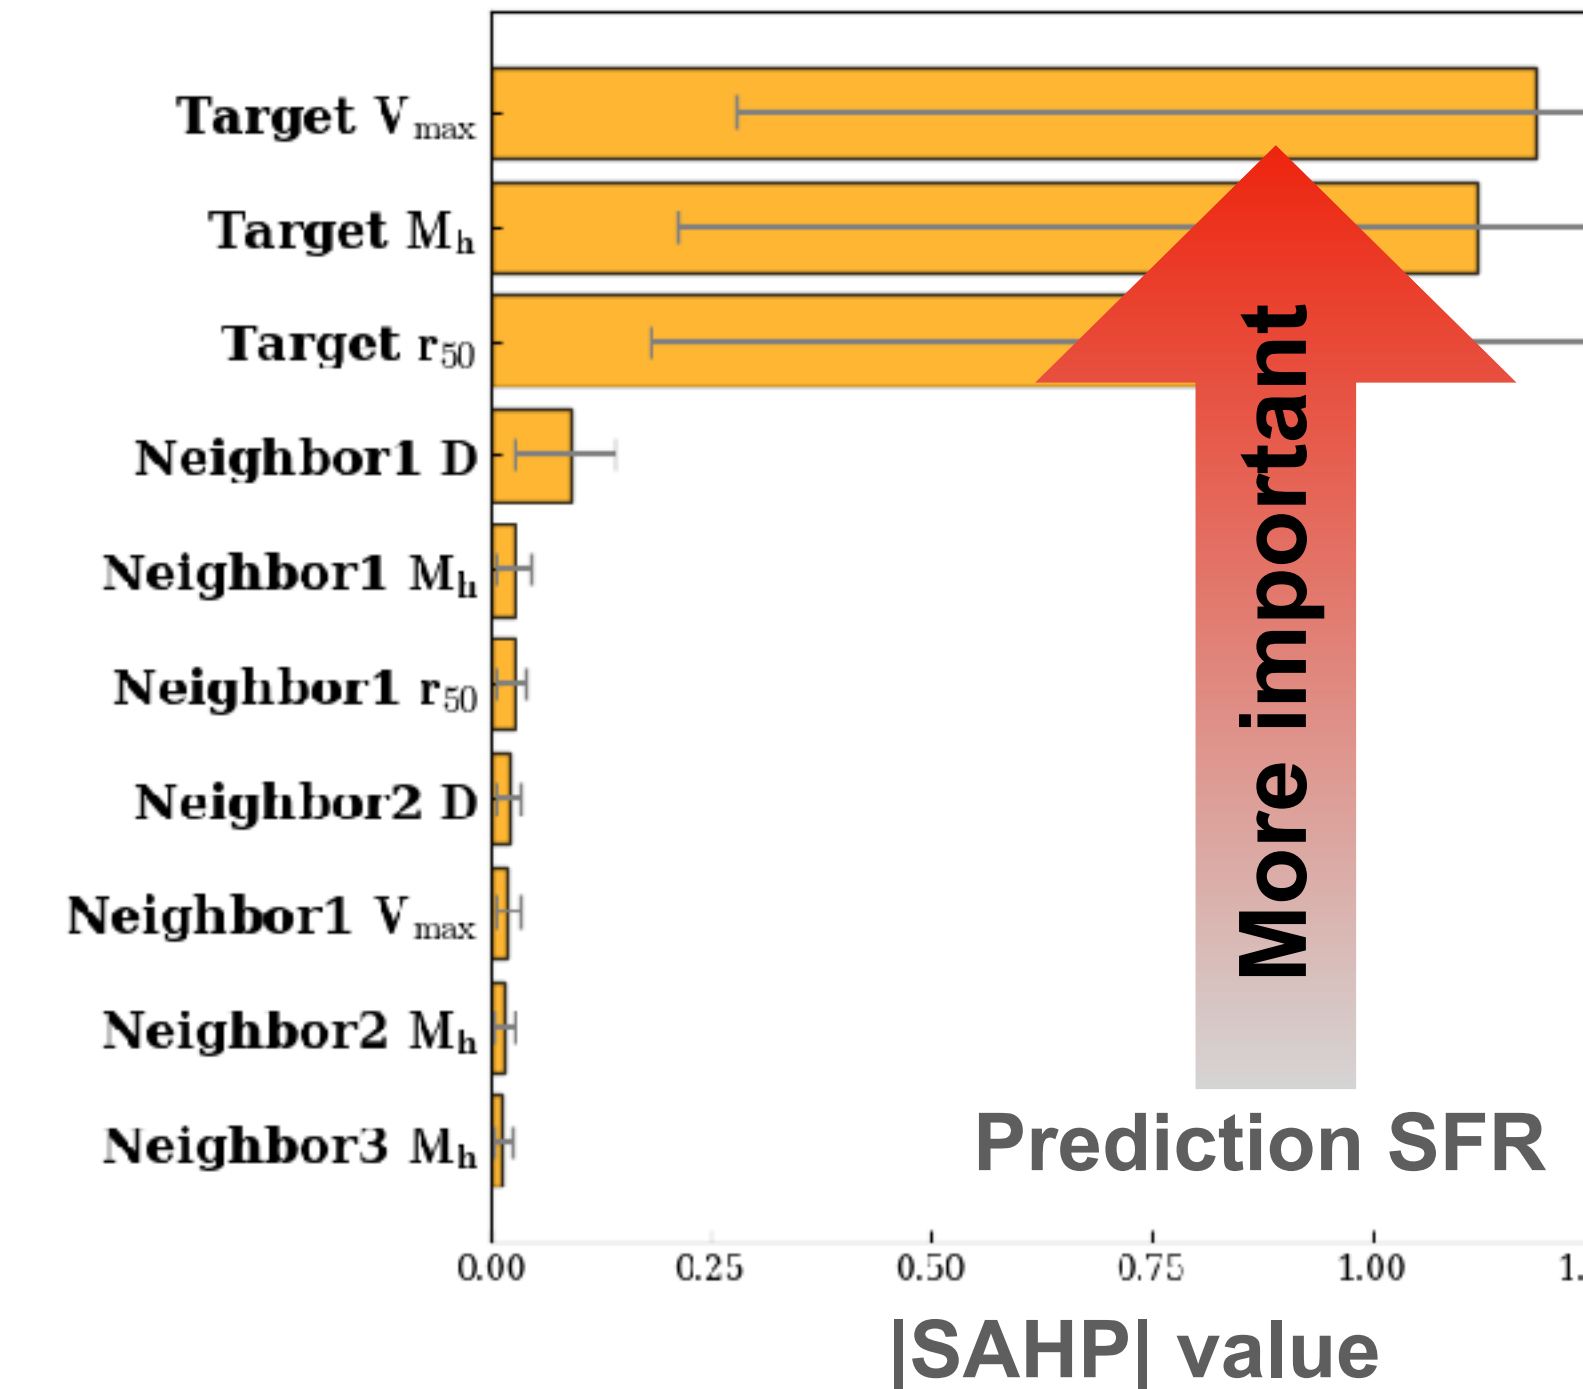 Target Vmax
Target Mh
Target r50
Neighbor1 D
Neighbor1 Mh
Neighbor1 r50
Neighbor2 D
Neighbor1 Vmax
Neighbor2 Mh
Neighbor3 Mh
More important
Prediction SFR
0.00 0.25 0.50 0.75 1.00 1.
|SAHP| value